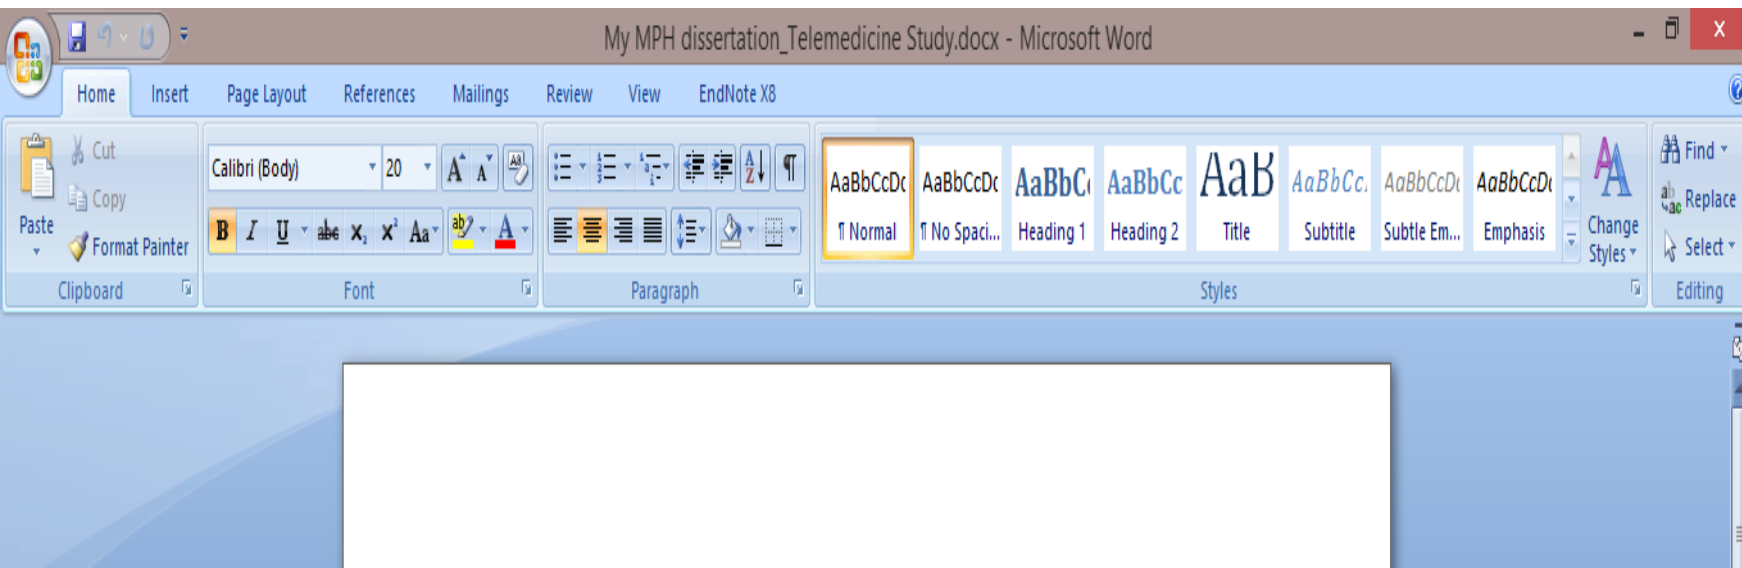 My MPH dissertation_Telemedicine Study.docx - Microsoft Word
Home Insert Page Layout References Mailings Review View EndNote X8
Paste
Cut
Copy
Format Painter
Clipboard
Calibri (Body) 20
B I U abc X₂ X² Aa ab A
Font
Paragraph
AaBbCcDc AaBbCcDc AaBbC AaBbCc AaB AaBbCc. AaBbCcDc AaBbCcDc
¶ Normal ¶ No Spaci... Heading 1 Heading 2 Title Subtitle Subtle Em... Emphasis
Change
Styles
Styles
Find
Replace
Select
Editing